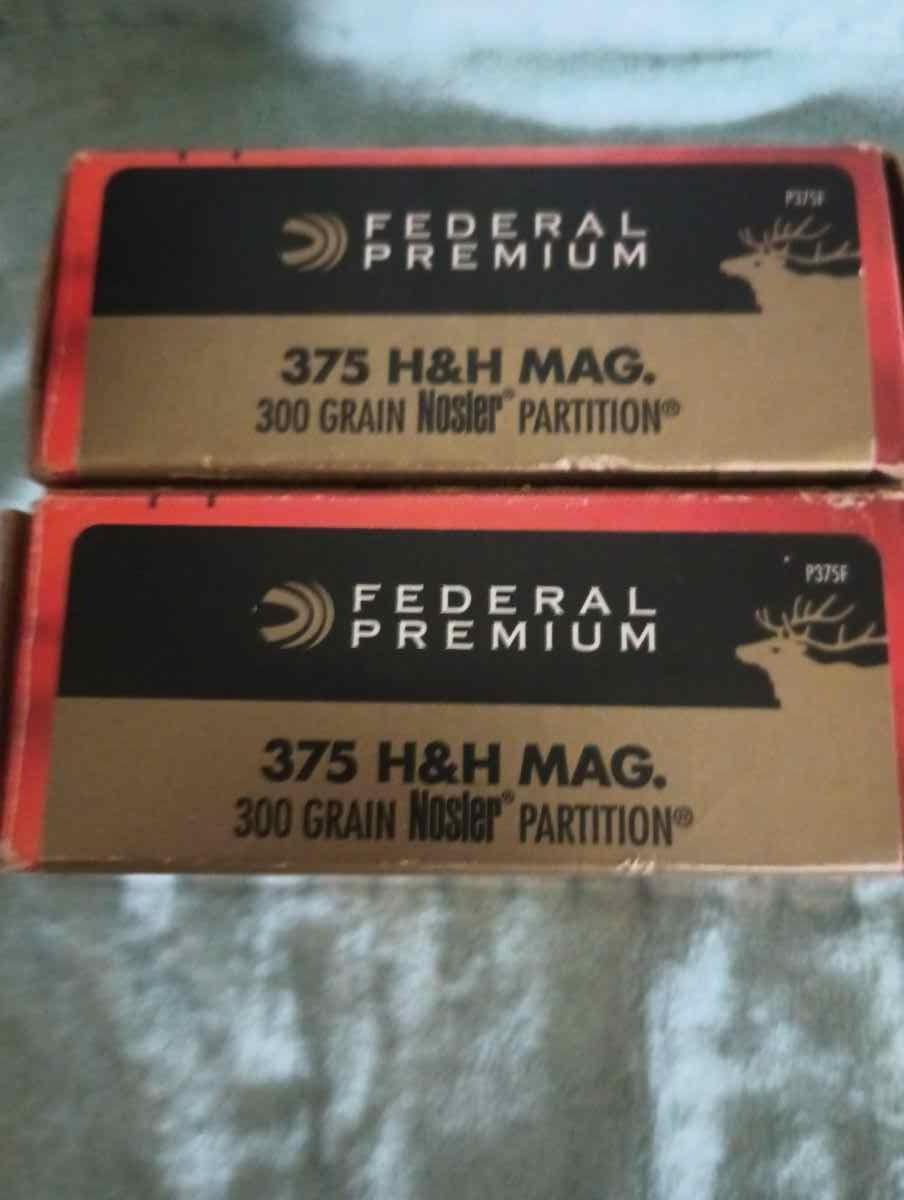 P375F
FEDERAL
PREMIUM
375 H&H MAG.
300 GRAIN Nosler® PARTITION®
P375F
FEDERAL
PREMIUM
375 H&H MAG.
300 GRAIN Nosler® PARTITION®